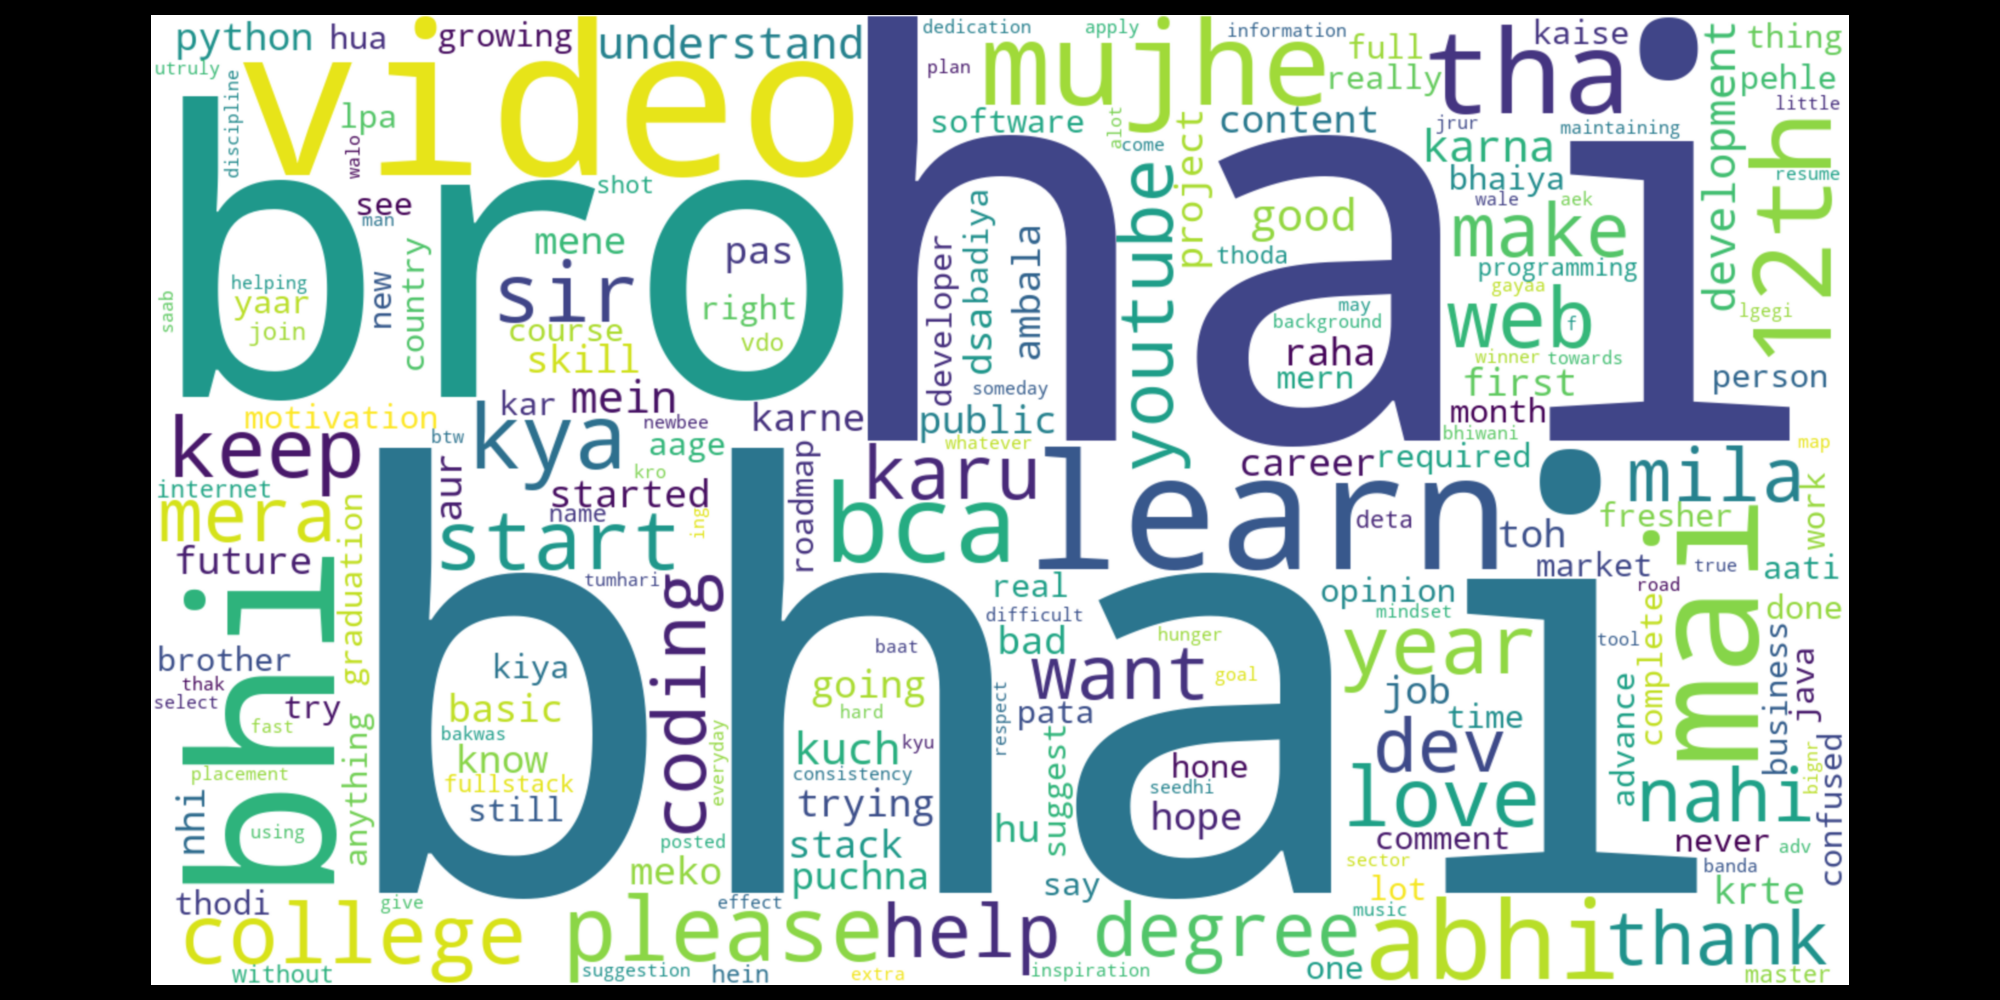 python
hua
growing
understand
dedication
apply
information
full
kaise
thing
utruly
video
plan
mujhe
really
tha
pehle
discipline
lpa
walo
software
alot
content
jrur
maintaining
development
little
bro
see
man
shot
hai
come
project
karna
bhaiya
12th
resume
mene
pas
dsabadiya
youtube
good
wale
aek
make
helping
yaar
join
new
country
sir
right
course
skill
vdo
developer
ambala
thoda
programming
gayaa
saab
may
background
raha
mern
web
f
lgegi
winner
towards
first
person
someday
motivation
kar
mein
newbee
karne
public
whatever
month
bhiwani
map
keep
btw
kya
aage
kro
roadmap
karu
career
required
mila
internet
mera
aur
started
name
start
ing
bca
learn
deta
toh
fresher
work
future
graduation
tumhari
coding
real
difficult
opinion
mindset
market
true
road
aati
bhi
bhai
brother
thak
select
try
fast
kiya
baat
bad
hunger
want
goal
year
tool
complete
mai
done
basic
bakwas
know
fullstack
still
going
hard
kuch
kyu
consistency
trying
respect
pata
suggest
hone
seedhi
hope
job
time
dev
love
advance
business
java
bignr
confused
placement
nhi
using
anything
everyday
posted
stack
puchna
hu
comment
nahi
never
adv
banda
meko
say
sector
lot
krte
thodi
college
give
please
effect
help
degree
music
abhi
thank
without
suggestion
hein
extra
inspiration
one
master